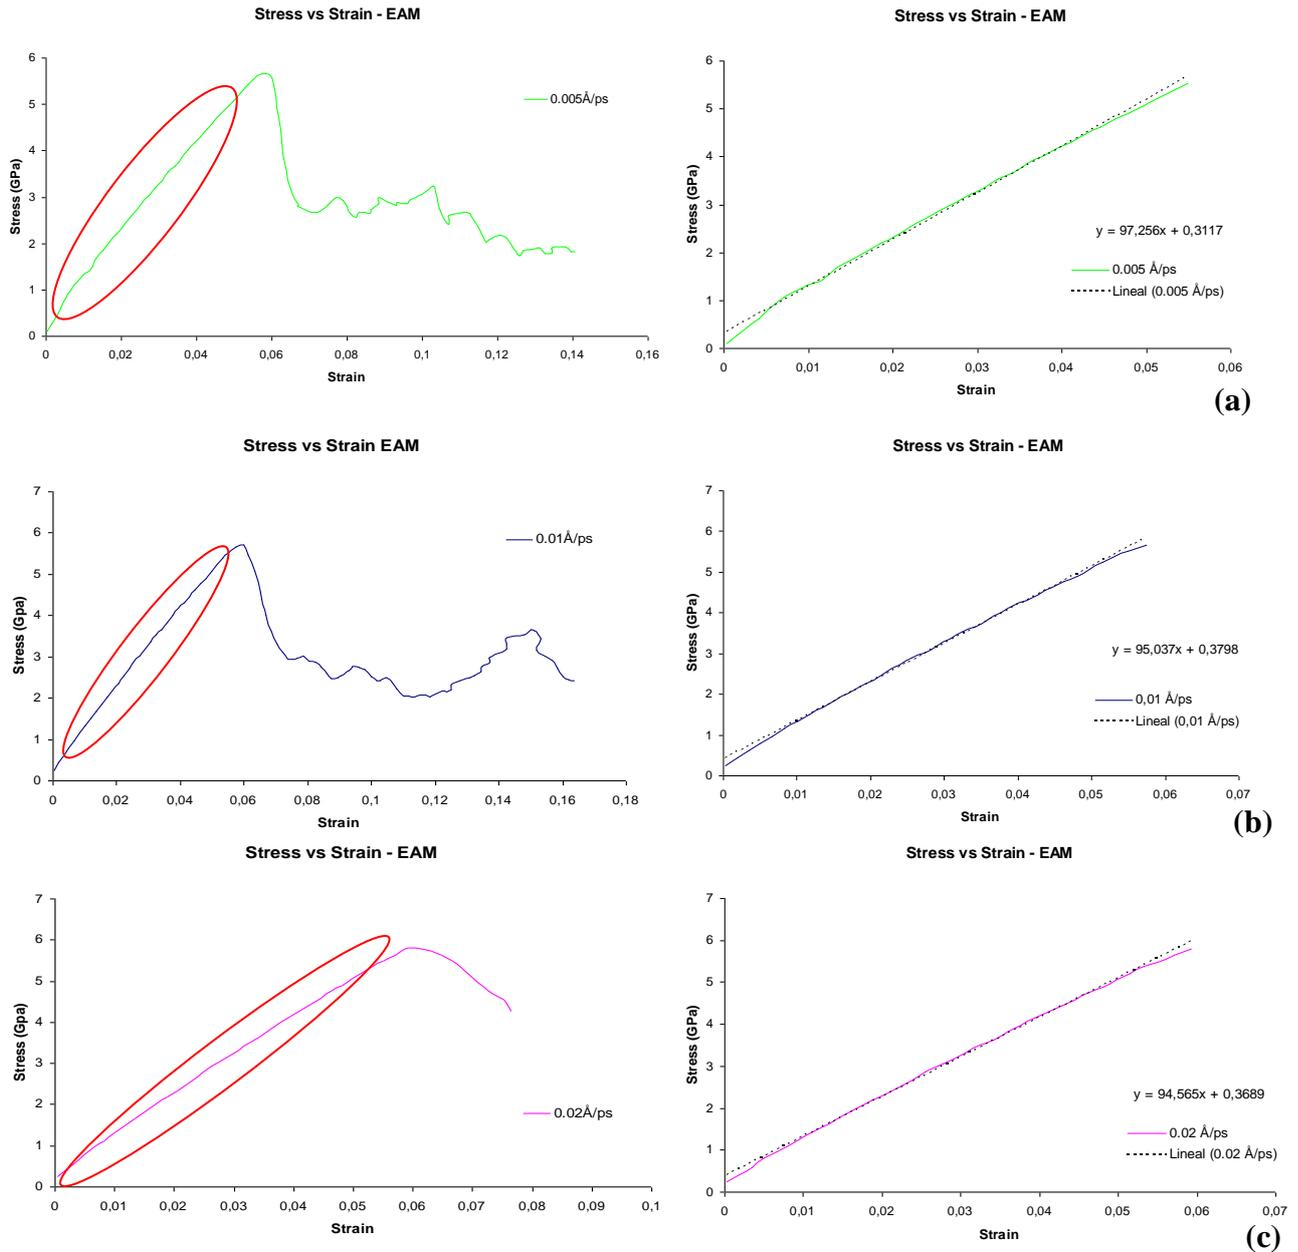 Stress vs Strain - EAM
6
5
4
3
2
1
0
Stress (GPa)
0.005Å/ps
0 0,02 0,04 0,06 0,08 0,1 0,12 0,14 0,16
Strain
Stress vs Strain - EAM
6
5
4
3
2
1
0
Stress (GPa)
y = 97,256x + 0,3117
0.005 Å/ps
Lineal (0.005 Å/ps)
0 0,01 0,02 0,03 0,04 0,05 0,06
Strain
(a)
Stress vs Strain EAM
7
6
5
4
3
2
1
0
Stress (Gpa)
0.01Å/ps
0 0,02 0,04 0,06 0,08 0,1 0,12 0,14 0,16 0,18
Strain
Stress vs Strain - EAM
7
6
5
4
3
2
1
0
Stress (GPa)
y = 95,037x + 0,3798
0,01 Å/ps
Lineal (0,01 Å/ps)
0 0,01 0,02 0,03 0,04 0,05 0,06 0,07
Strain
(b)
Stress vs Strain - EAM
7
6
5
4
3
2
1
0
Stress (Gpa)
0.02Å/ps
0 0,01 0,02 0,03 0,04 0,05 0,06 0,07 0,08 0,09 0,1
Strain
Stress vs Strain - EAM
7
6
5
4
3
2
1
0
Stress (GPa)
y = 94,565x + 0,3689
0.02 Å/ps
Lineal (0.02 Å/ps)
0 0,01 0,02 0,03 0,04 0,05 0,06 0,07
Strain
(c)